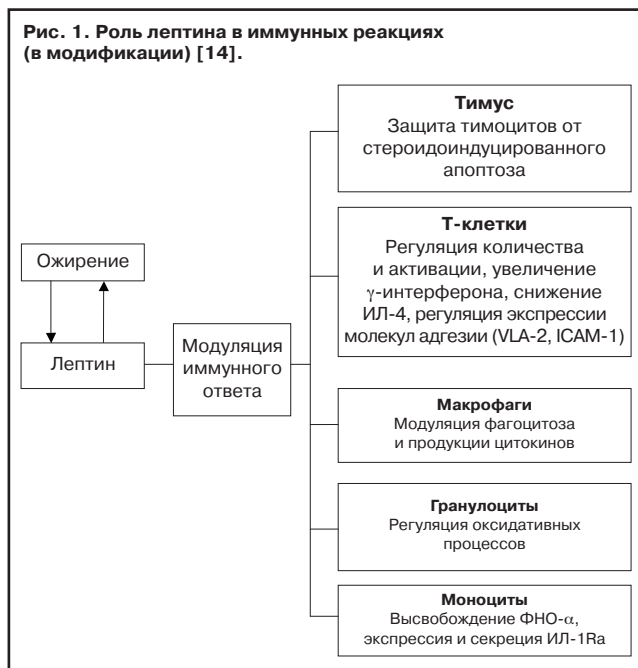 Рис. 1. Роль лептина в иммунных реакциях
(в модификации) [14].
Ожирение
Лептин
Модуляция
иммунного
ответа
Тимус
Защита тимоцитов от
стероидоиндуцированного
апоптоза
Т-клетки
Регуляция количества
и активации, увеличение
γ-интерферона, снижение
ИЛ-4, регуляция экспрессии
молекул адгезии (VLA-2, ICAM-1)
Макрофаги
Модуляция фагоцитоза
и продукции цитокинов
Гранулоциты
Регуляция оксидативных
процессов
Моноциты
Высвобождение ФНО-α,
экспрессия и секреция ИЛ-1Ra